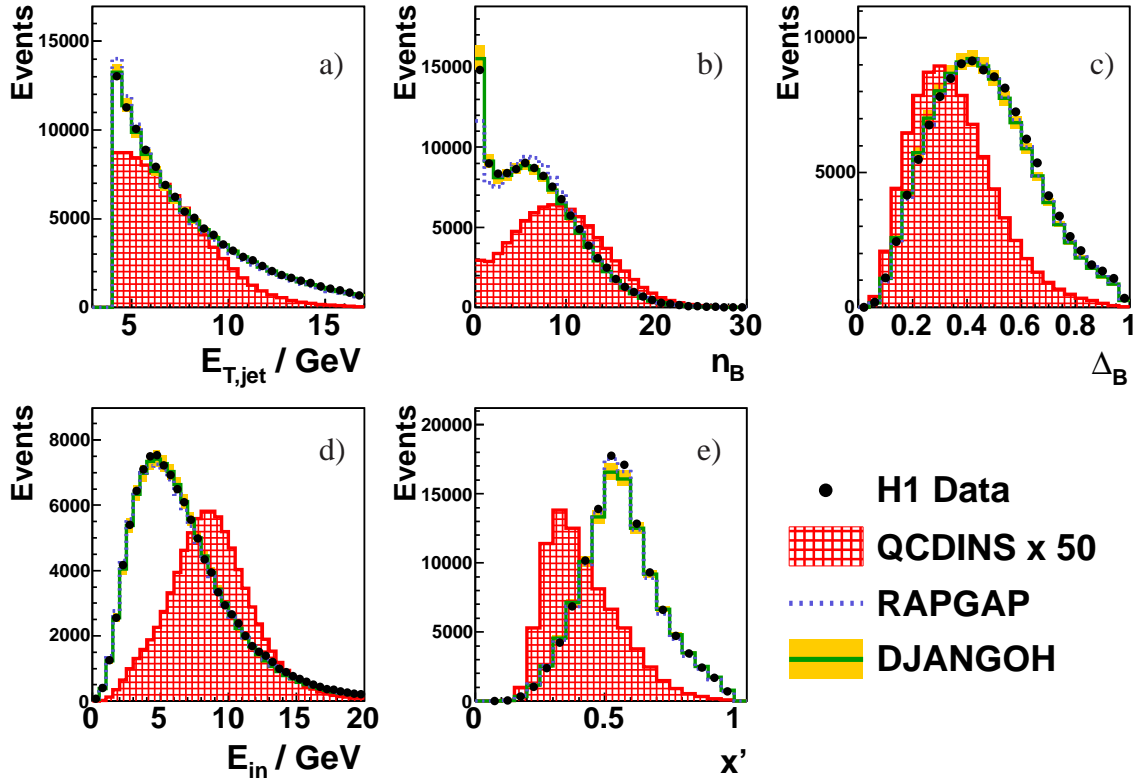 Events
a)
15000
10000
5000
0
5 10 15
E_T,jet / GeV
Events
b)
15000
10000
5000
0
0 10 20 30
n_B
Events
c)
10000
5000
0
0 0.2 0.4 0.6 0.8 1
Δ_B
Events
d)
8000
6000
4000
2000
0
0 5 10 15 20
E_in / GeV
Events
e)
20000
15000
10000
5000
0
0 0.5 1
x'
H1 Data
QCDINS x 50
RAPGAP
DJANGOH